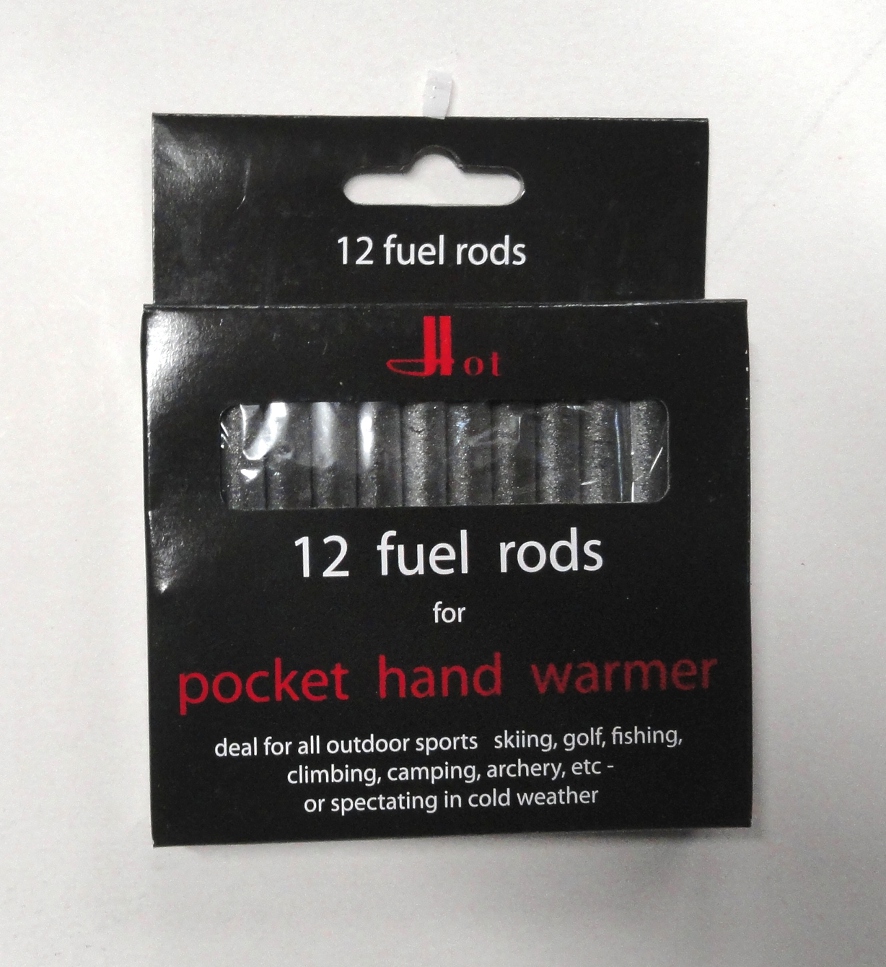 12 fuel rods
Hot
12 fuel rods
for
pocket hand warmer
deal for all outdoor sports skiing, golf, fishing,
climbing, camping, archery, etc -
or spectating in cold weather